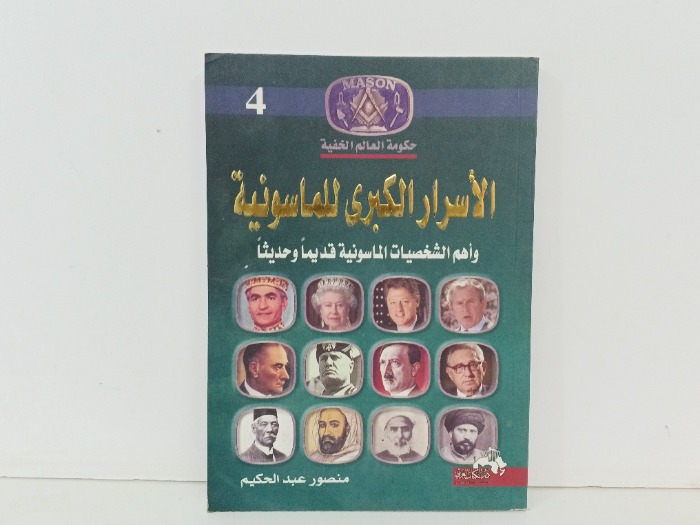 MASON
4
حكومة العالم الخفية
الأسرار الكبرى للماسونية
وأهم الشخصيات الماسونية قديماً وحديثاً
منصور عبد الحكيم